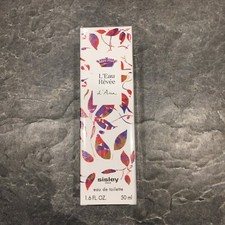 L'Eau
Rêvée
d'Aria
sisley
PARIS
eau de toilette
1.6 FL. OZ. 50 ml